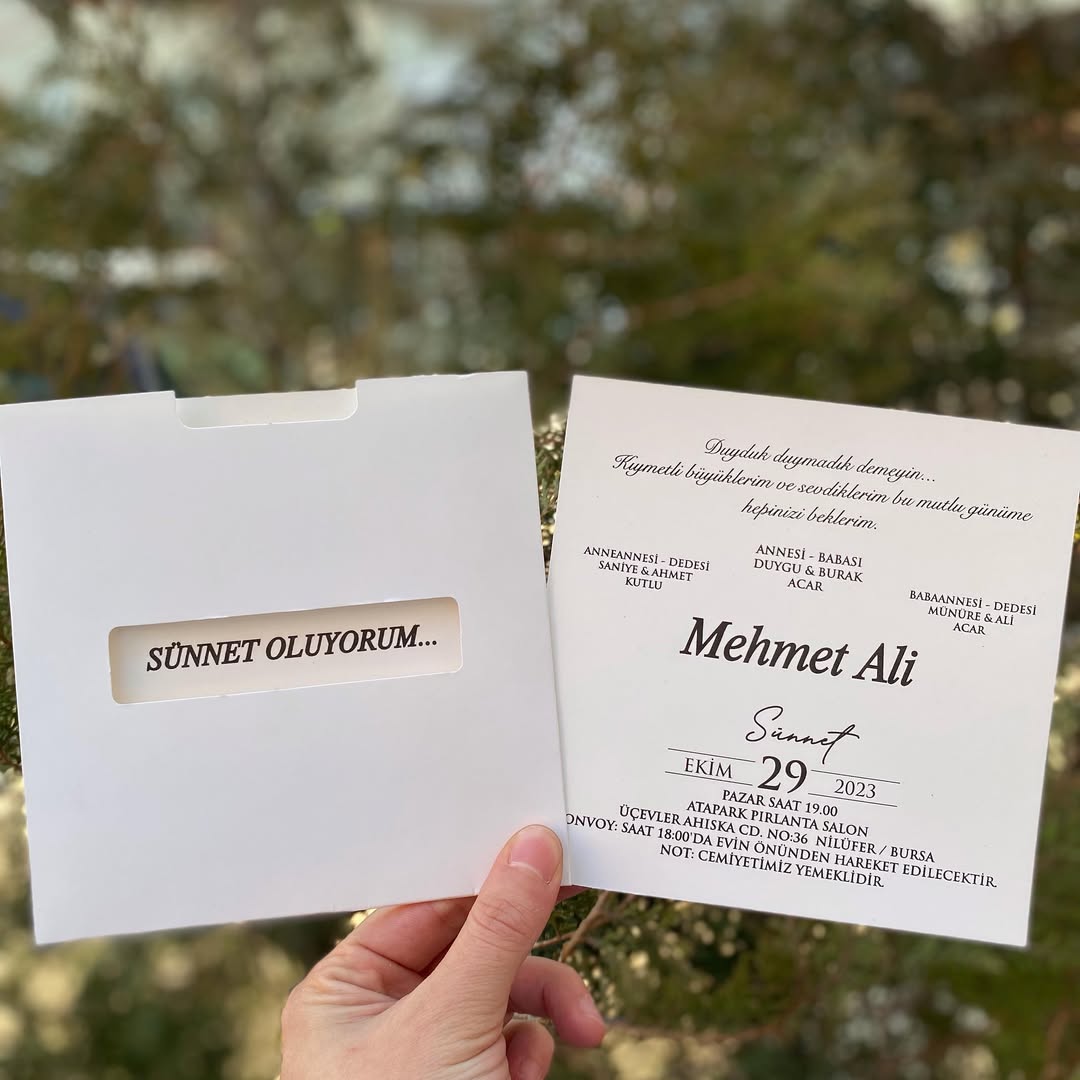 SÜNNET OLUYORUM...
Duyduk duymadık demeyin...
Kıymetli büyüklerim ve sevdiklerim bu mutlu günüme
hepinizi beklerim.
ANNEANNESİ - DEDESİ
SANİYE & AHMET
KUTLU
ANNESİ - BABASI
DUYGU & BURAK
ACAR
BABAANNESİ - DEDESİ
MÜNÜRE & ALİ
ACAR
Mehmet Ali
Sünnet
EKİM 29 2023
PAZAR SAAT 19.00
ATAPARK PIRLANTA SALON
ÜÇEVLER AHISKA CD. NO:36 NİLÜFER / BURSA
ONVOY: SAAT 18:00'DA EVİN ÖNÜNDEN HAREKET EDİLECEKTİR.
NOT: CEMİYETİMİZ YEMEKLİDİR.